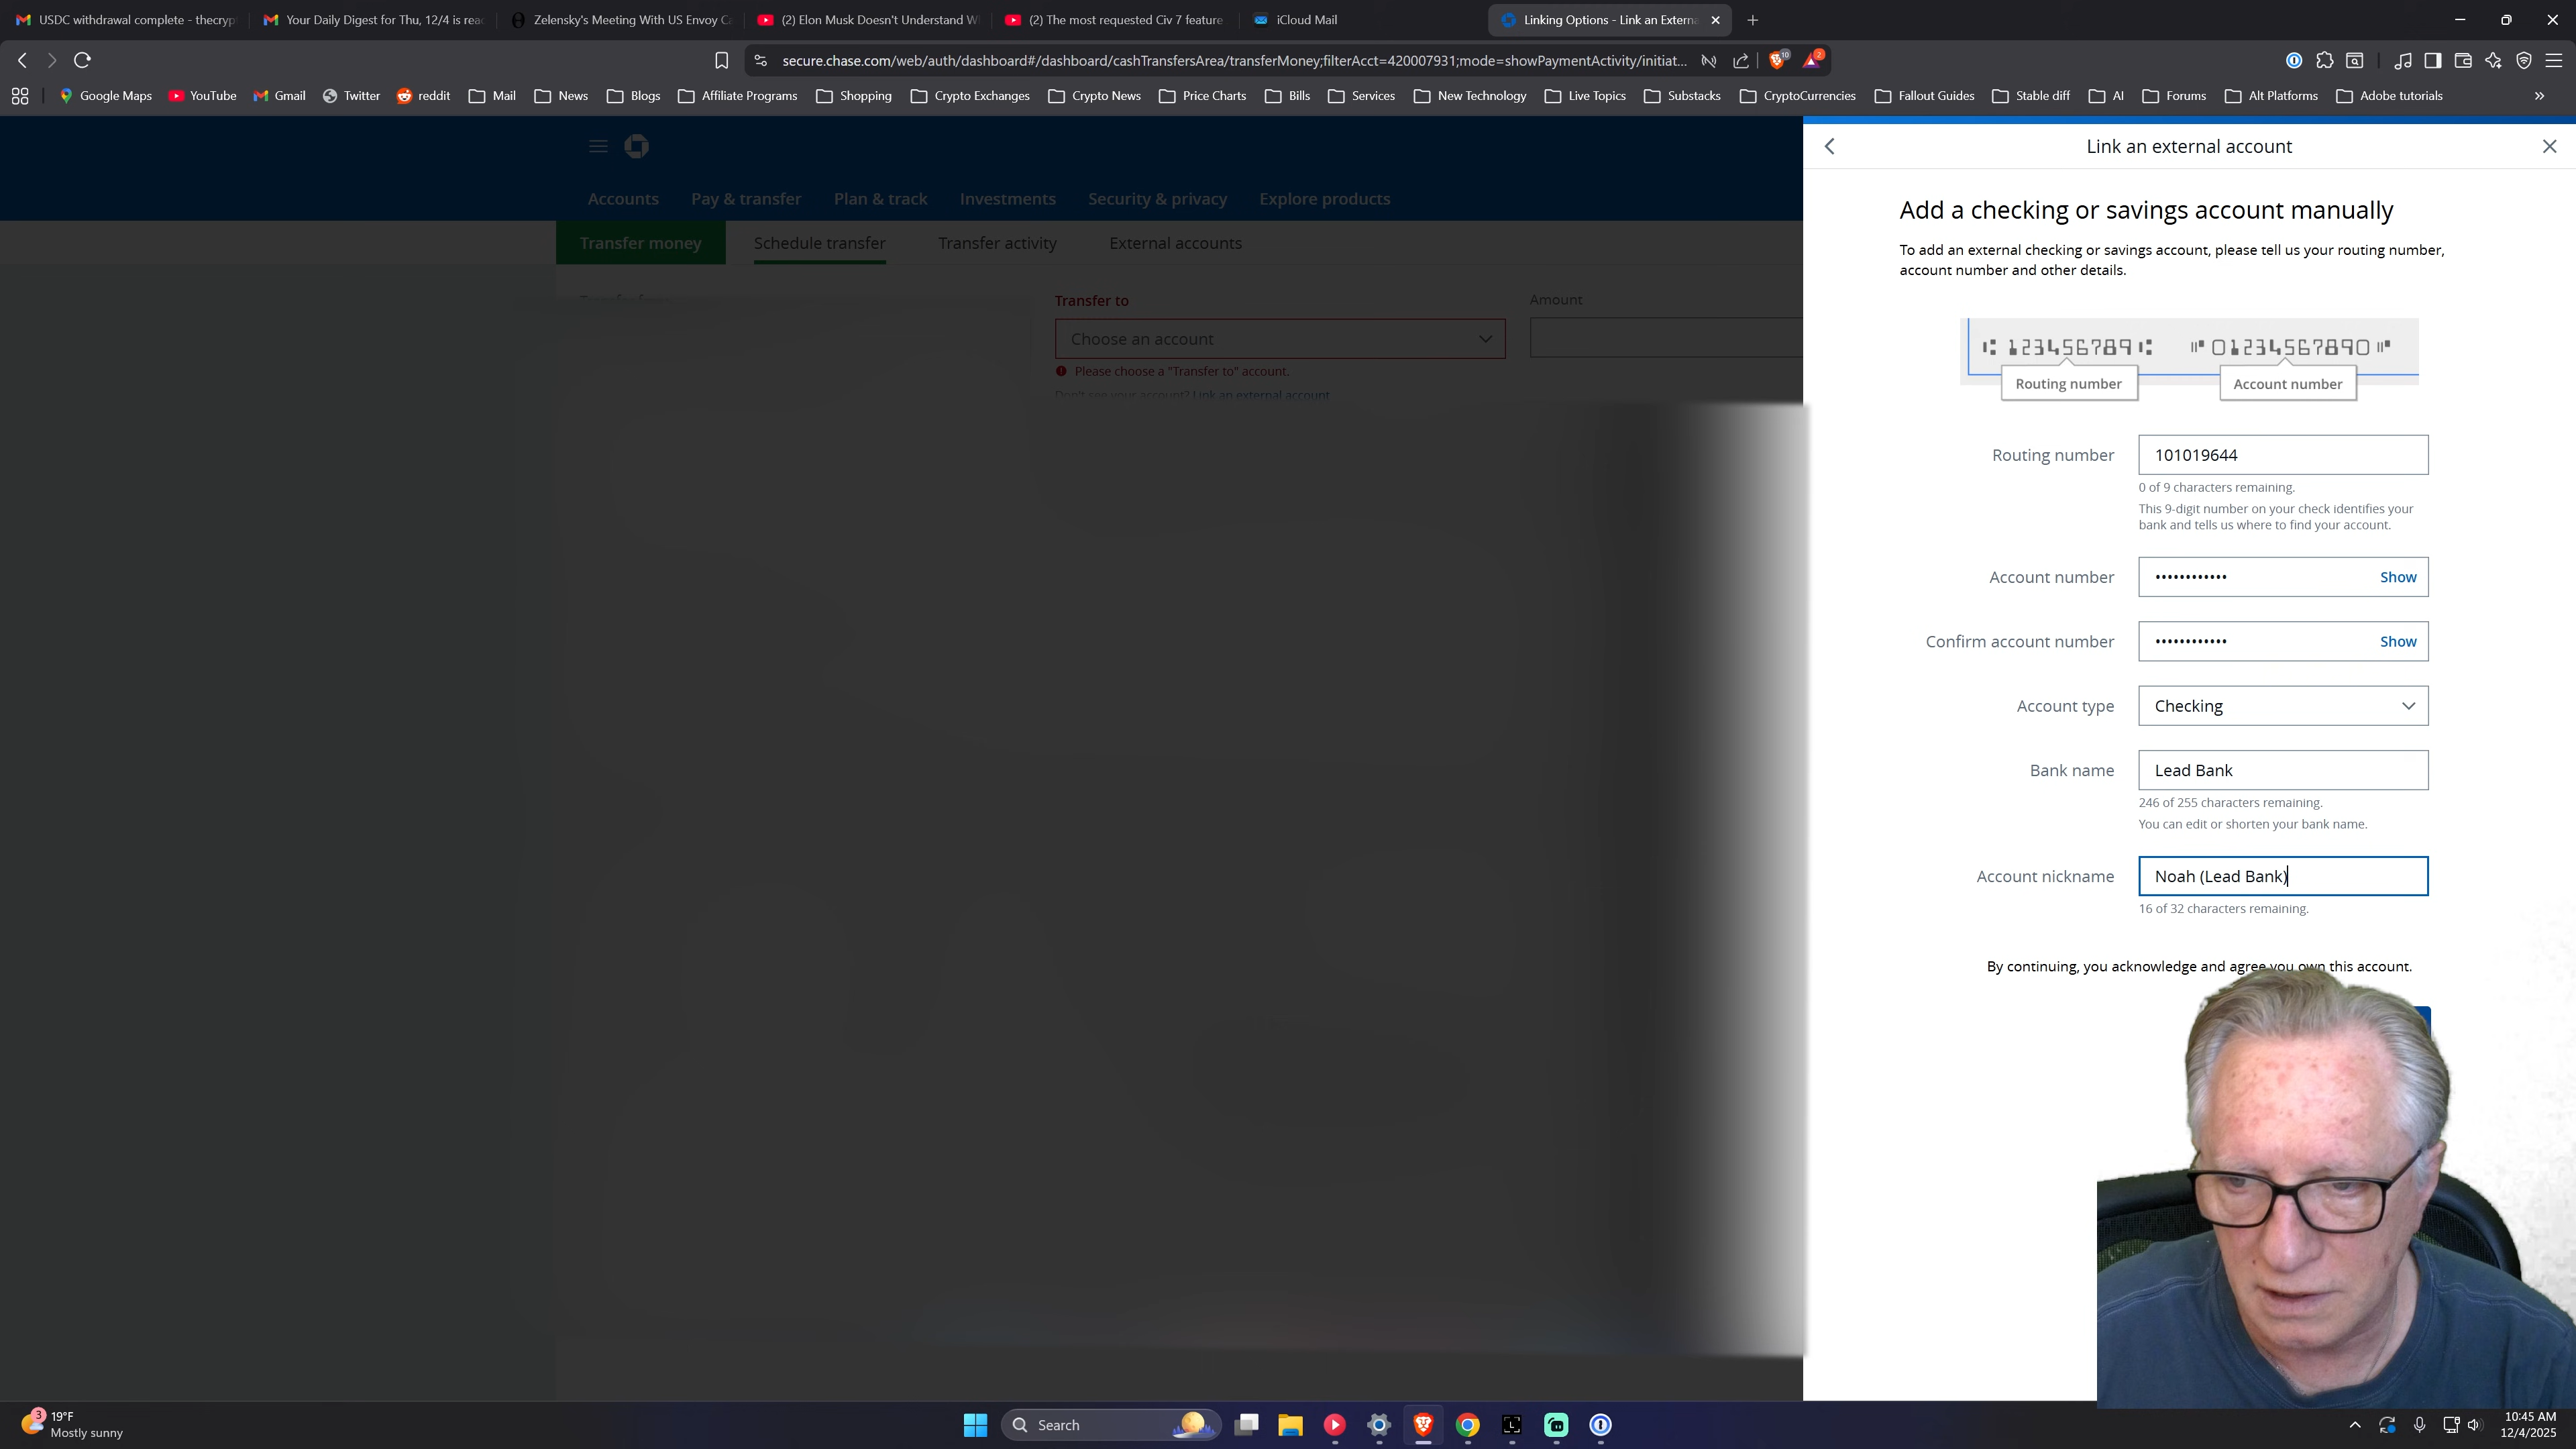 USDC withdrawal complete - thecryp
Your Daily Digest for Thu, 12/4 is rea
Zelensky's Meeting With US Envoy Ca
(2) Elon Musk Doesn't Understand W
(2) The most requested Civ 7 feature
iCloud Mail
Linking Options - Link an Externa
secure.chase.com/web/auth/dashboard#/dashboard/cashTransfersArea/transferMoney;filterAcct=420007931;mode=showPaymentActivity/initiat...
10
2
Google Maps
YouTube
Gmail
Twitter
reddit
Mail
News
Blogs
Affiliate Programs
Shopping
Crypto Exchanges
Crypto News
Price Charts
Bills
Services
New Technology
Live Topics
Substacks
CryptoCurrencies
Fallout Guides
Stable diff
AI
Forums
Alt Platforms
Adobe tutorials
Accounts
Pay & transfer
Plan & track
Investments
Security & privacy
Explore products
Transfer money
Schedule transfer
Transfer activity
External accounts
Transfer to
Amount
Choose an account
Please choose a "Transfer to" account.
Don't see your account? Link an external account
Link an external account
Add a checking or savings account manually
To add an external checking or savings account, please tell us your routing number,
account number and other details.
⑆ 123456789 ⑆ ⑈ 01234567890 ⑈
Routing number
Account number
Routing number
101019644
0 of 9 characters remaining.
This 9-digit number on your check identifies your
bank and tells us where to find your account.
Account number
•••••••••••• Show
Confirm account number
•••••••••••• Show
Account type
Checking
Bank name
Lead Bank
246 of 255 characters remaining.
You can edit or shorten your bank name.
Account nickname
Noah (Lead Bank)
16 of 32 characters remaining.
By continuing, you acknowledge and agree you own this account.
3
19°F
Mostly sunny
Search
10:45 AM
12/4/2025